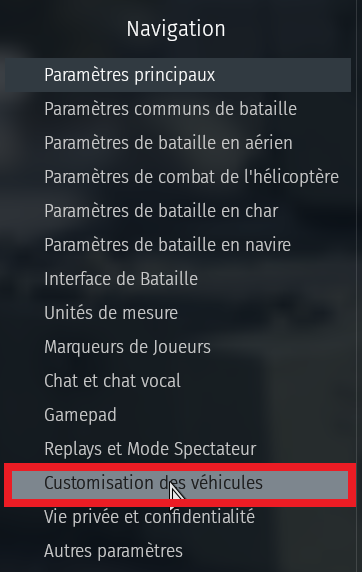 Navigation
Paramètres principaux
Paramètres communs de bataille
Paramètres de bataille en aérien
Paramètres de combat de l'hélicoptère
Paramètres de bataille en char
Paramètres de bataille en navire
Interface de Bataille
Unités de mesure
Marqueurs de Joueurs
Chat et chat vocal
Gamepad
Replays et Mode Spectateur
Customisation des véhicules
Vie privée et confidentialité
Autres paramètres